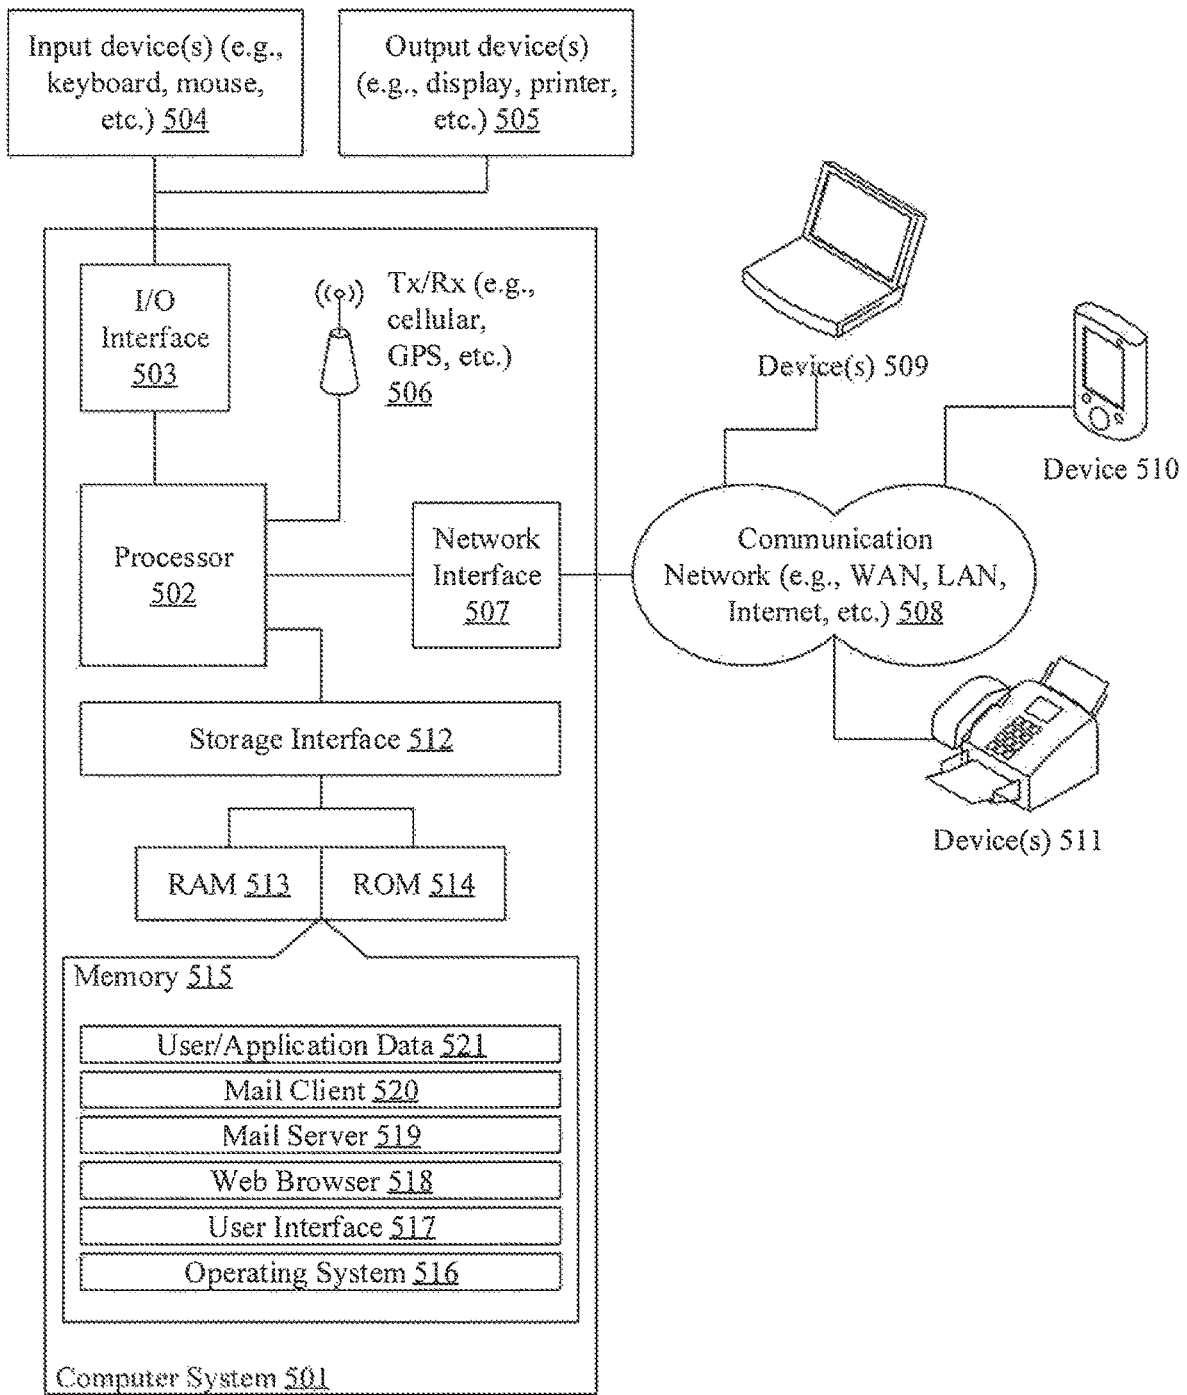 Input device(s) (e.g.,
keyboard, mouse,
etc.) 504
Output device(s)
(e.g., display, printer,
etc.) 505
I/O
Interface
503
Tx/Rx (e.g.,
cellular,
GPS, etc.)
506
Device(s) 509
Device 510
Processor
502
Network
Interface
507
Communication
Network (e.g., WAN, LAN,
Internet, etc.) 508
Storage Interface 512
Device(s) 511
RAM 513
ROM 514
Memory 515
User/Application Data 521
Mail Client 520
Mail Server 519
Web Browser 518
User Interface 517
Operating System 516
Computer System 501